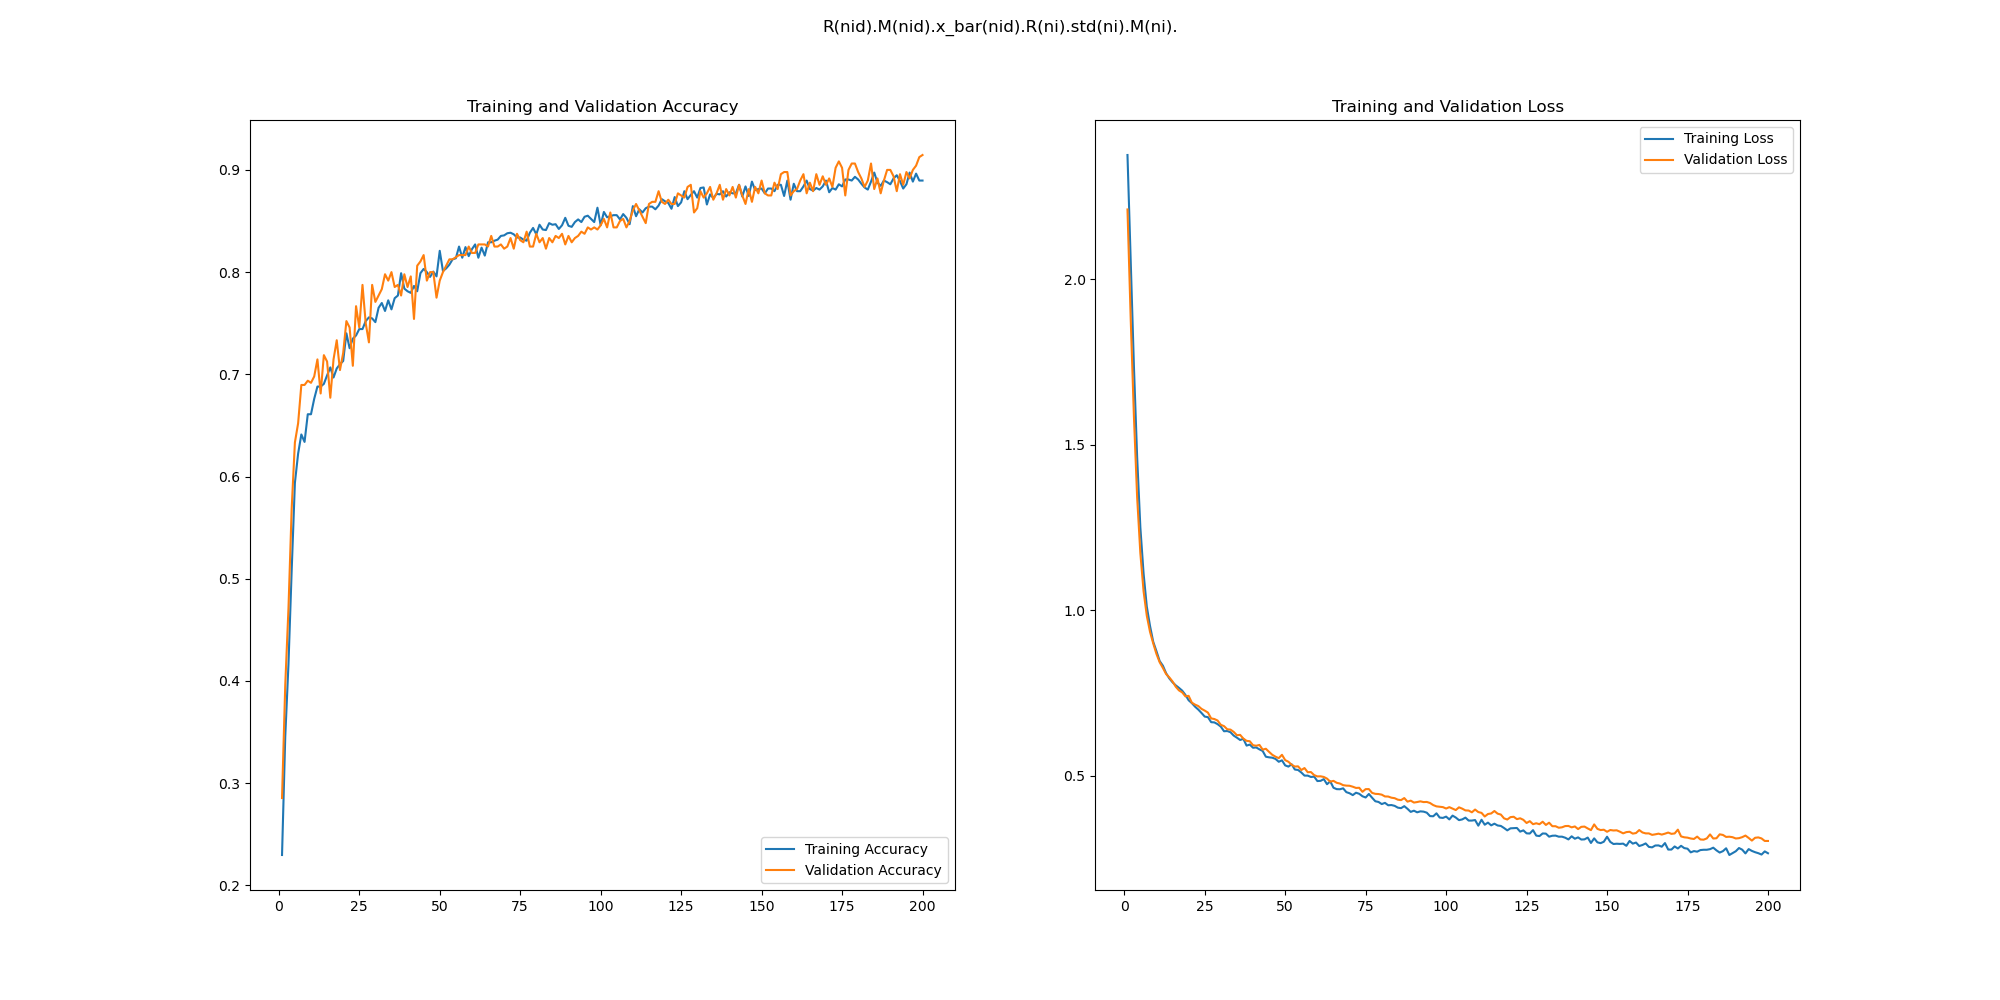 R(nid).M(nid).x_bar(nid).R(ni).std(ni).M(ni).
Training and Validation Accuracy
0.9
0.8
0.7
0.6
0.5
0.4
0.3
0.2
0 25 50 75 100 125 150 175 200
Training Accuracy
Validation Accuracy
Training and Validation Loss
Training Loss
Validation Loss
2.0
1.5
1.0
0.5
0 25 50 75 100 125 150 175 200